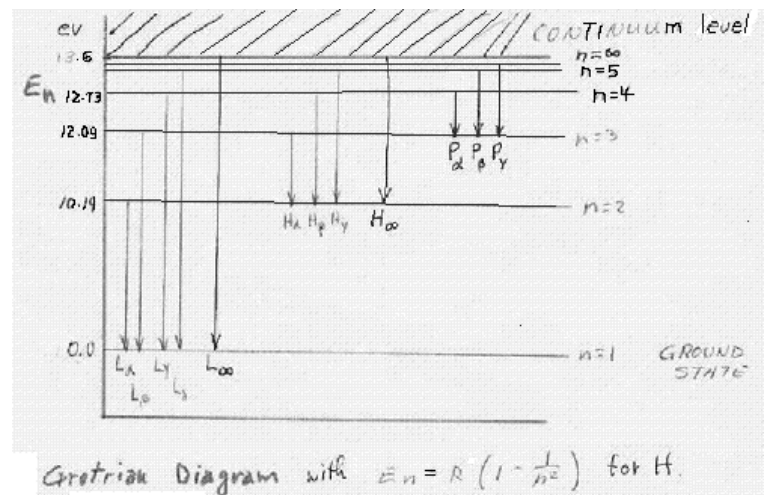 ev
CONTINUUM level
13.6
n=∞
n=5
En
12.73
n=4
12.09
n=3
Pα Pβ Pγ
10.19
n=2
Hα Hβ Hγ H∞
0.0
n=1
GROUND
STATE
Lα Lγ L∞
Lβ Lδ
Grotrian Diagram with En = R (1 - 1/n²) for H.